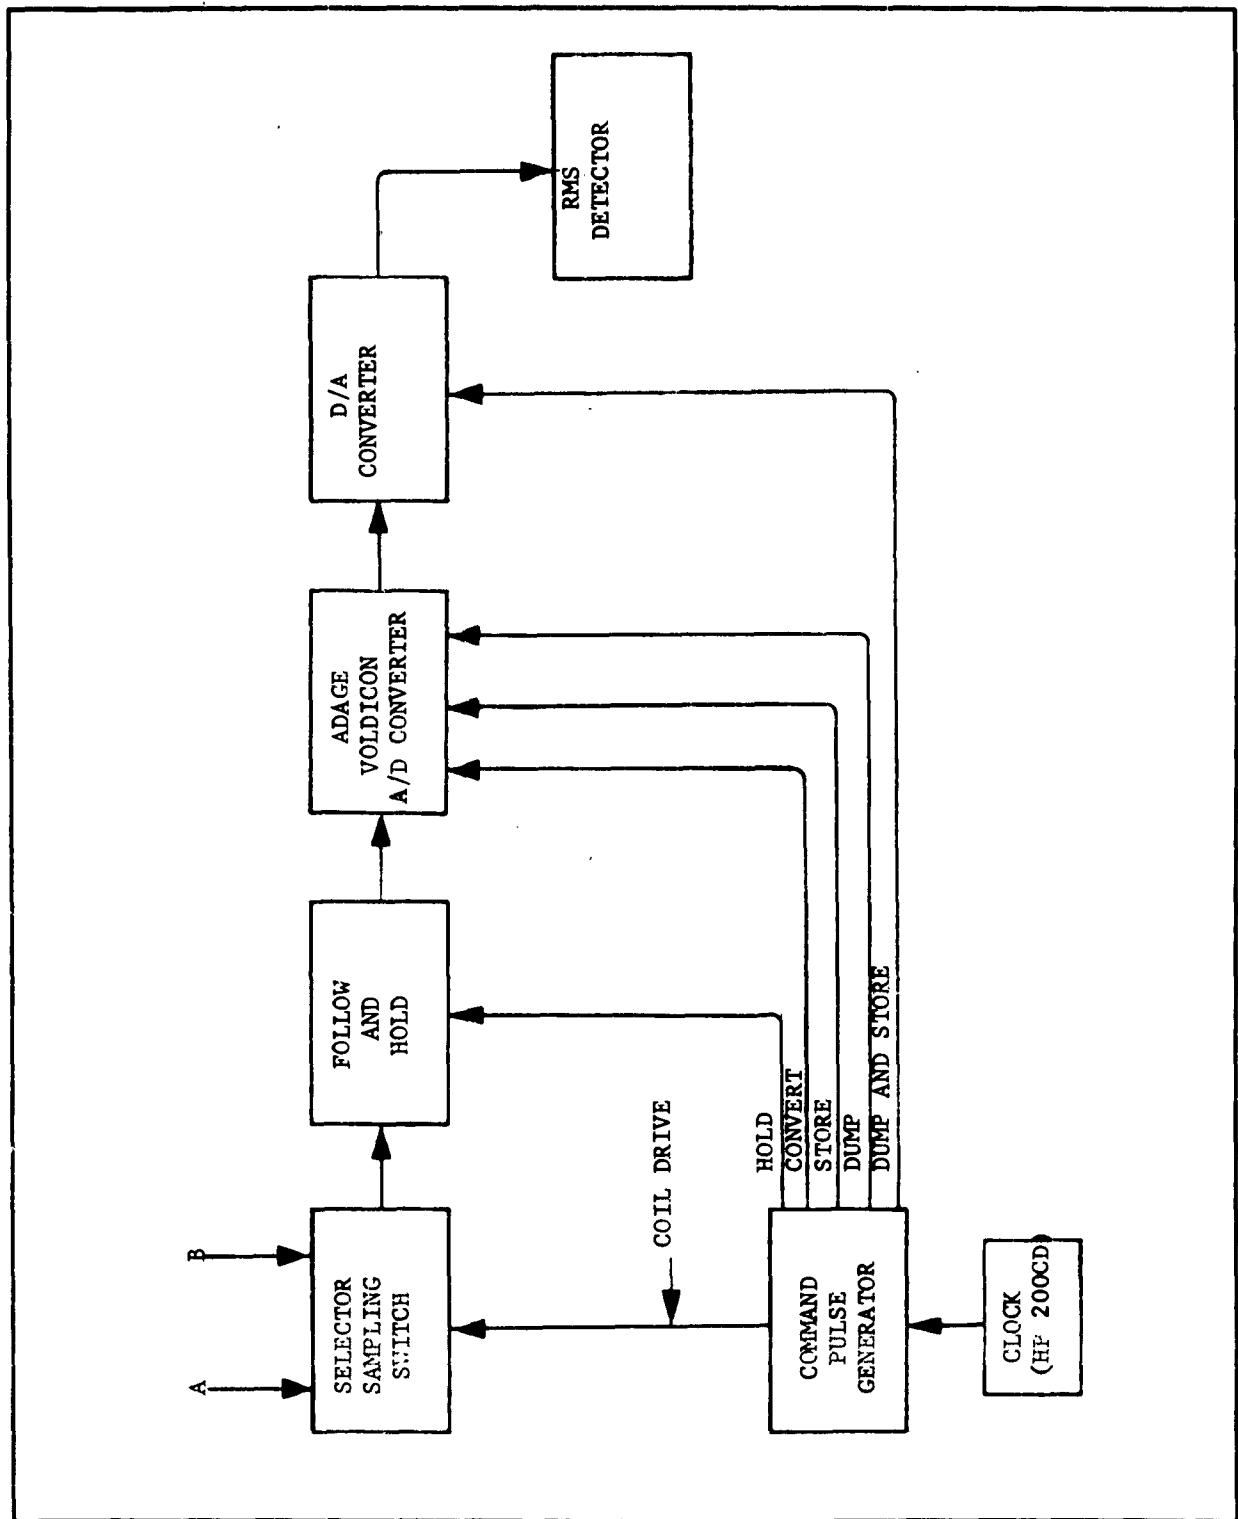 A
B
SELECTOR
SAMPLING
SWITCH
FOLLOW
AND
HOLD
ADAGE
VOLDICON
A/D CONVERTER
D/A
CONVERTER
RMS
DETECTOR
COIL DRIVE
HOLD
CONVERT
STORE
DUMP
DUMP AND STORE
COMMAND
PULSE
GENERATOR
CLOCK
(HP 200CD)